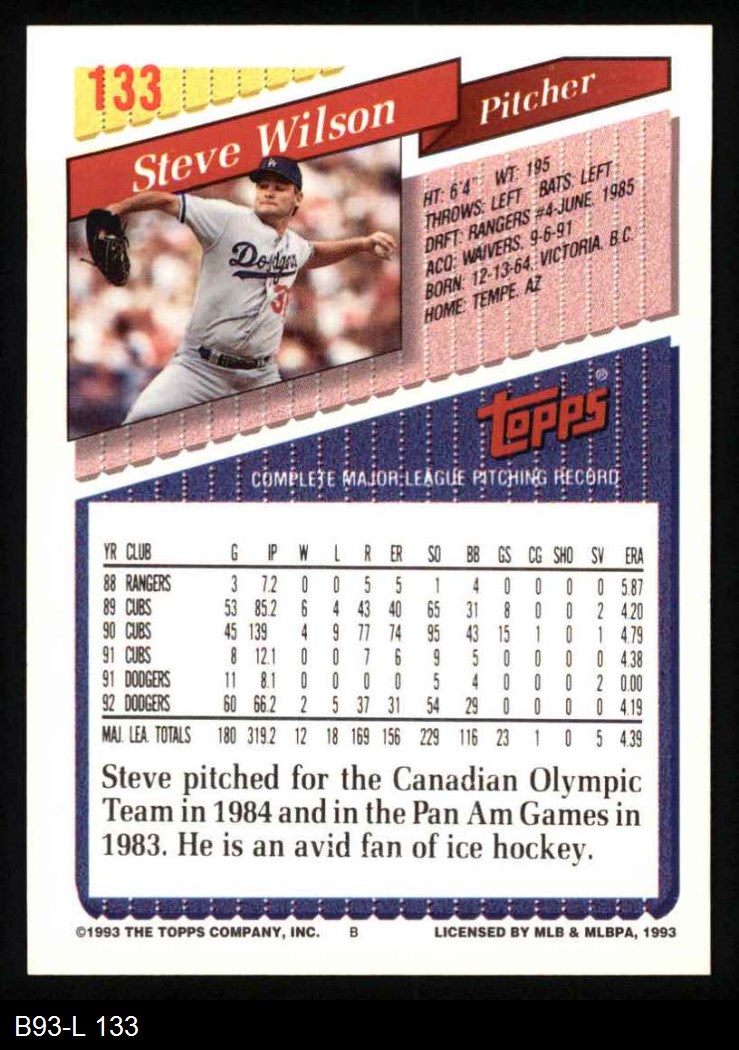 133
Steve Wilson
Pitcher
Dodgers
3
HT: 6'4" WT: 195
THROWS: LEFT BATS: LEFT
DRFT: RANGERS #4-JUNE, 1985
ACQ: WAIVERS, 9-6-91
BORN: 12-13-64, VICTORIA, B.C.
HOME: TEMPE, AZ
TOPPS®
COMPLETE MAJOR LEAGUE PITCHING RECORD
YR CLUB G IP W L R ER SO BB GS CG SHO SV ERA
88 RANGERS 3 7.2 0 0 5 5 1 4 0 0 0 0 5.87
89 CUBS 53 85.2 6 4 43 40 65 31 8 0 0 2 4.20
90 CUBS 45 139 4 9 77 74 95 43 15 1 0 1 4.79
91 CUBS 8 12.1 0 0 7 6 9 5 0 0 0 0 4.38
91 DODGERS 11 8.1 0 0 0 0 5 4 0 0 0 2 0.00
92 DODGERS 60 66.2 2 5 37 31 54 29 0 0 0 0 4.19
MAJ. LEA. TOTALS 180 319.2 12 18 169 156 229 116 23 1 0 5 4.39
Steve pitched for the Canadian Olympic
Team in 1984 and in the Pan Am Games in
1983. He is an avid fan of ice hockey.
©1993 THE TOPPS COMPANY, INC. B LICENSED BY MLB & MLBPA, 1993
B93-L 133